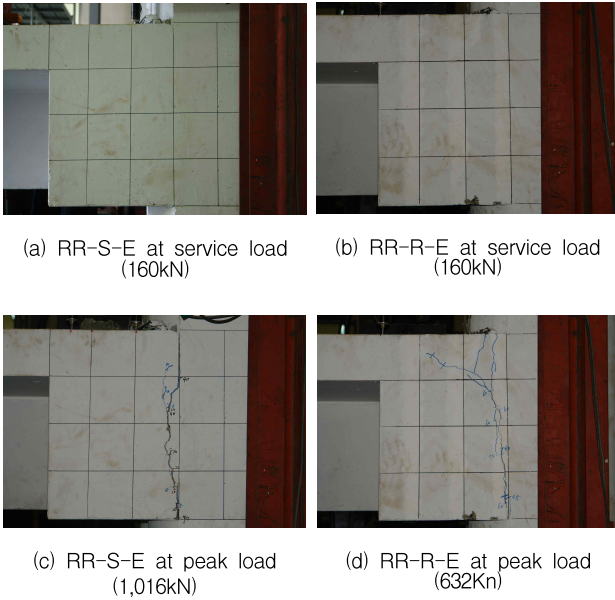 (a) RR-S-E at service load
(160kN)
(b) RR-R-E at service load
(160kN)
(c) RR-S-E at peak load
(1,016kN)
(d) RR-R-E at peak load
(632Kn)